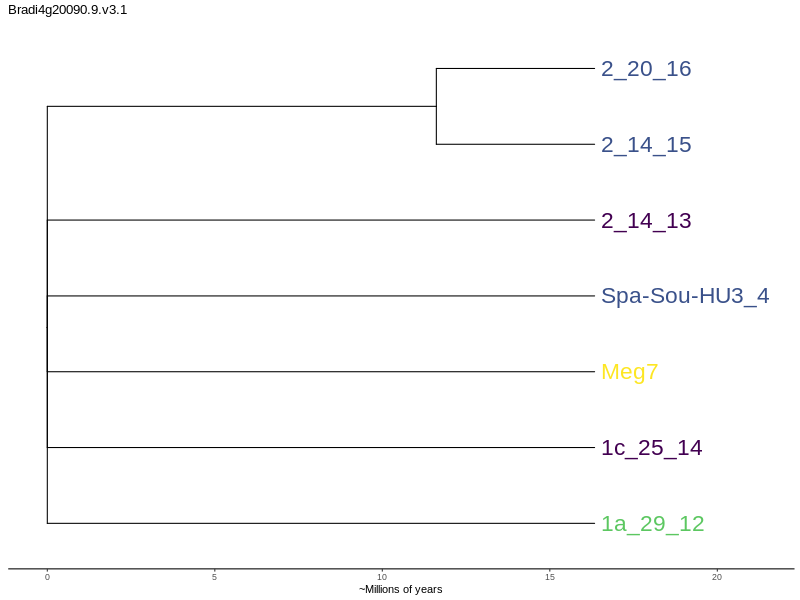 Bradi4g20090.9.v3.1
2_20_16
2_14_15
2_14_13
Spa-Sou-HU3_4
Meg7
1c_25_14
1a_29_12
0 5 10 15 20
~Millions of years